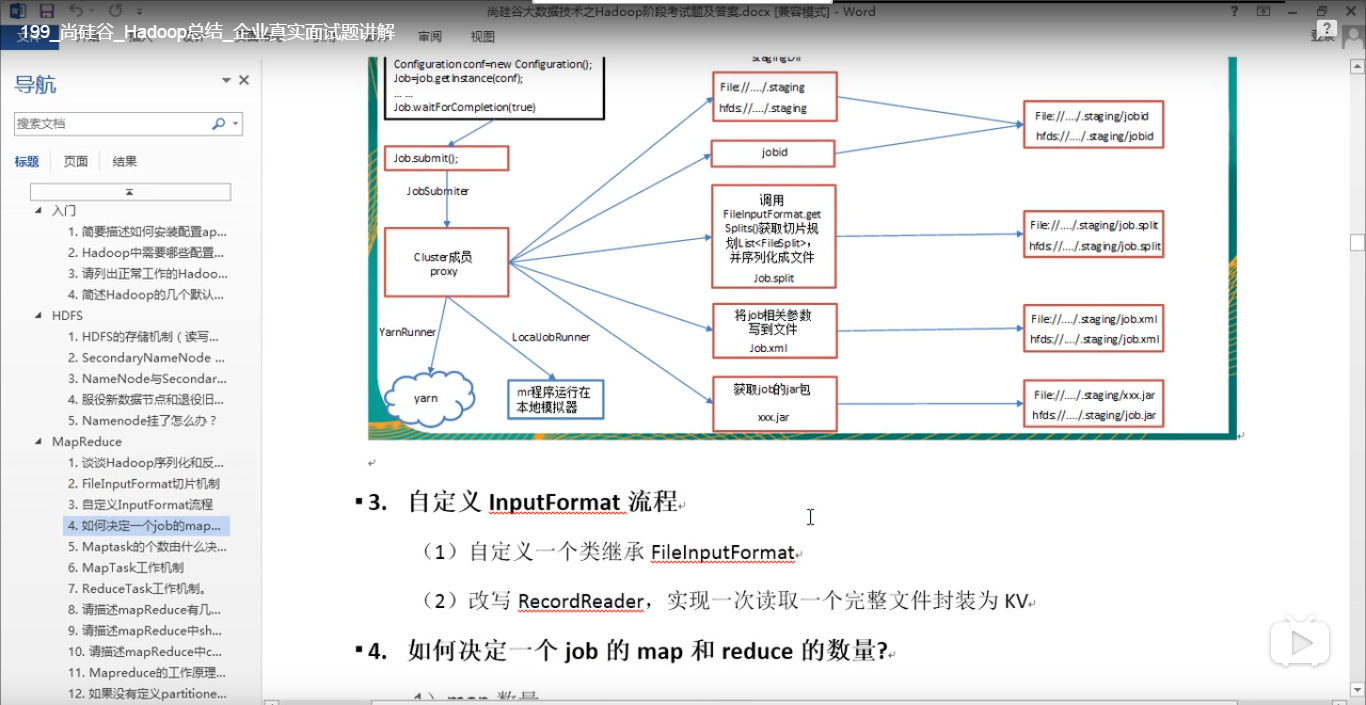 尚硅谷大数据技术之Hadoop阶段考试题及答案.docx [兼容模式] - Word
199_尚硅谷_Hadoop总结_企业真实面试题讲解
文件
审阅
视图
登录
导航
搜索文档
标题
页面
结果
入门
1. 简要描述如何安装配置ap...
2. Hadoop中需要哪些配置...
3. 请列出正常工作的Hadoo...
4. 简述Hadoop的几个默认...
HDFS
1. HDFS的存储机制（读写...
2. SecondaryNameNode ...
3. NameNode与Secondar...
4. 服役新数据节点和退役旧...
5. Namenode挂了怎么办？
MapReduce
1. 谈谈Hadoop序列化和反...
2. FileInputFormat切片机制
3. 自定义InputFormat流程
4. 如何决定一个job的map...
5. Maptask的个数由什么决...
6. MapTask工作机制
7. ReduceTask工作机制。
8. 请描述mapReduce有几...
9. 请描述mapReduce中sh...
10. 请描述mapReduce中c...
11. Mapreduce的工作原理...
12. 如果没有定义partitione...
Configuration conf=new Configuration();
Job=job.getInstance(conf);
... ...
Job.waitForCompletion(true)
Job.submit();
JobSubmiter
Cluster成员
proxy
YarnRunner
LocalJobRunner
yarn
mr程序运行在
本地模拟器
stagingDir
File://..../.staging
hfds://..../.staging
jobid
调用
FileInputFormat.get
Splits()获取切片规
划List<FileSplit>，
并序列化成文件
Job.split
将job相关参数
写到文件
Job.xml
获取job的jar包
xxx.jar
File://..../.staging/jobid
hfds://..../.staging/jobid
File://..../.staging/job.split
hfds://..../.staging/job.split
File://..../.staging/job.xml
hfds://..../.staging/job.xml
File://..../.staging/xxx.jar
hfds://..../.staging/job.jar
3. 自定义 InputFormat 流程
（1）自定义一个类继承 FileInputFormat
（2）改写 RecordReader，实现一次读取一个完整文件封装为 KV
4. 如何决定一个 job 的 map 和 reduce 的数量?
1）map 数量